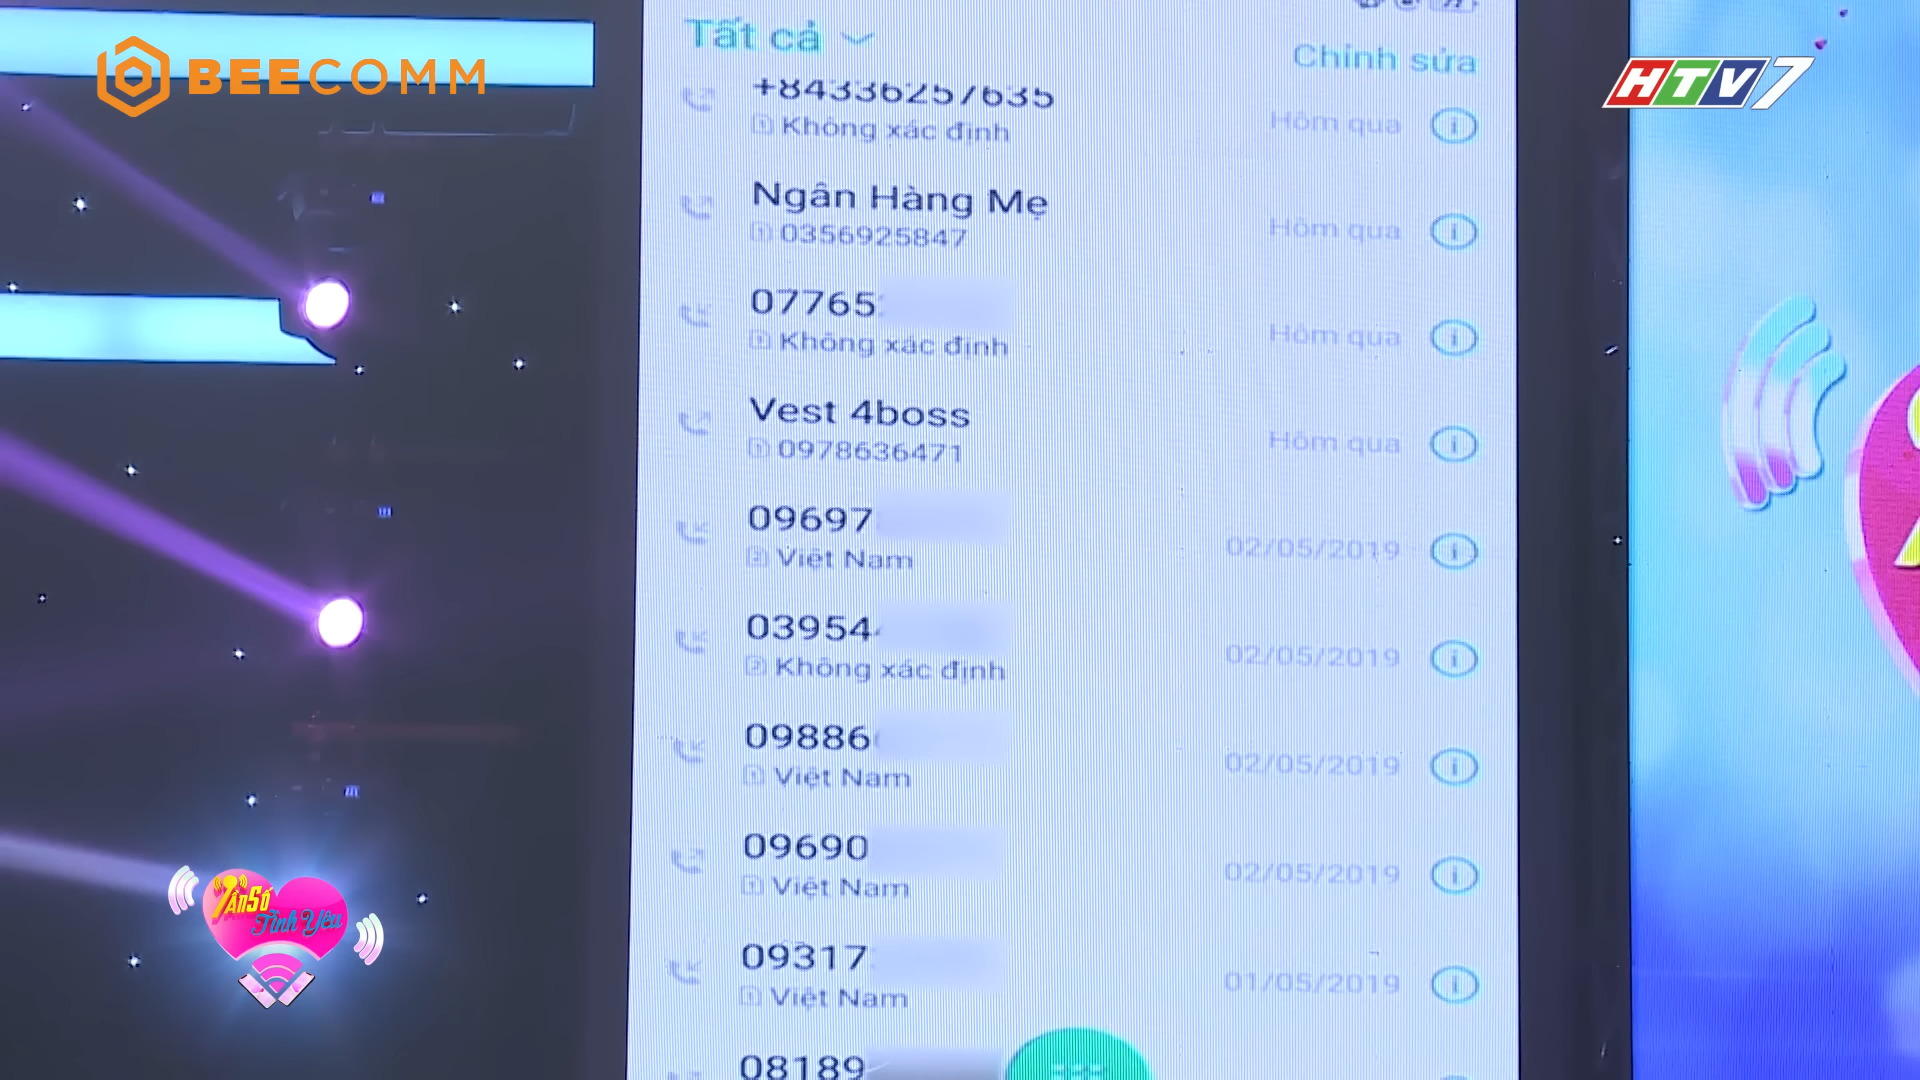 BEECOMM
HTV7
Tất cả
Chỉnh sửa
+84336257635
Không xác định
Hôm qua
Ngân Hàng Mẹ
0356925847
Hôm qua
07765
Không xác định
Hôm qua
Vest 4boss
0978636471
Hôm qua
09697
Việt Nam
02/05/2019
03954
Không xác định
02/05/2019
09886
Việt Nam
02/05/2019
09690
Việt Nam
02/05/2019
09317
Việt Nam
01/05/2019
08189
Tần Số
Tình Yêu